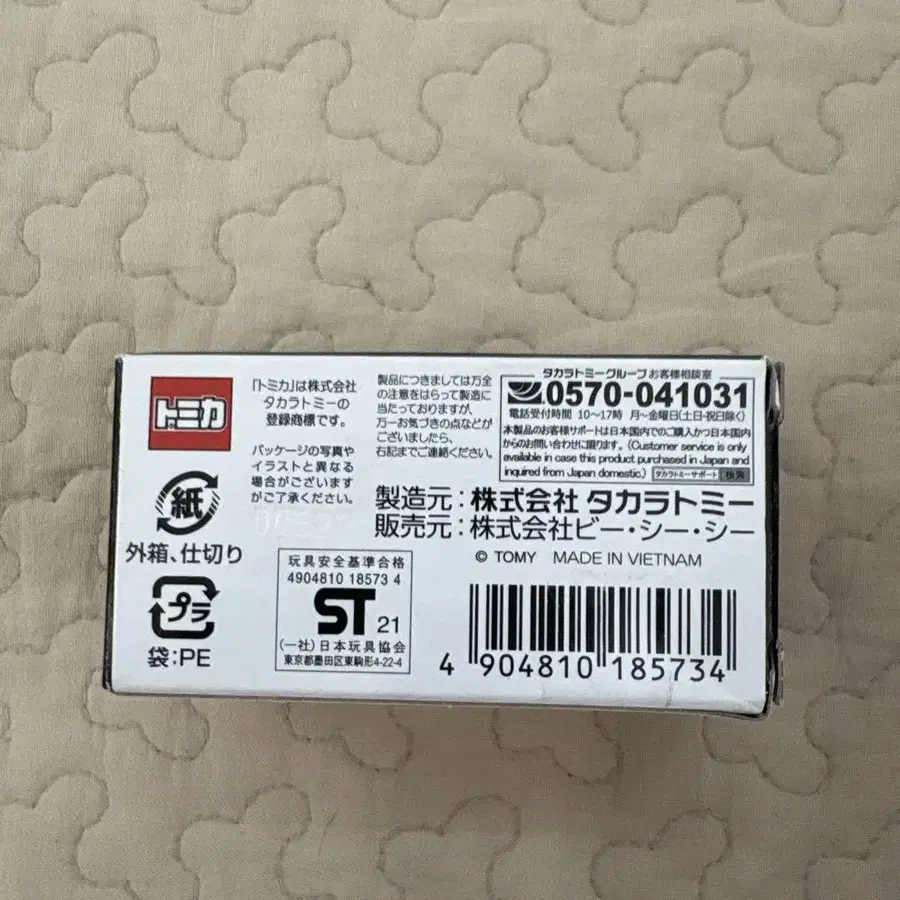 トミカ
「トミカ」は株式会社
タカラトミーの
登録商標です。
パッケージの写真や
イラストと異なる
場合がございます
がご了承ください。
製品につきましては万全
の注意をはらって製造に
当たっておりますが、
万一お気づきの点などが
ございましたら、
右記までご連絡ください。
タカラトミーグループ お客様相談室
0570-041031
電話受付時間 10〜17時 月〜金曜日(土日・祝日除く)
本製品のお客様サポートは日本国内でのご購入かつ日本国内
からのお問い合わせに限ります。(Customer service is only
available in case this product purchased in Japan and
inquired from Japan domestic.) タカラトミーサポート 検索
製造元：株式会社 タカラトミー
販売元：株式会社ビー・シー・シー
© TOMY MADE IN VIETNAM
紙
外箱、仕切り
プラ
袋:PE
玩具安全基準合格
4904810 18573 4
ST 21
(一社)日本玩具協会
東京都墨田区東駒形4-22-4
4 904810 185734